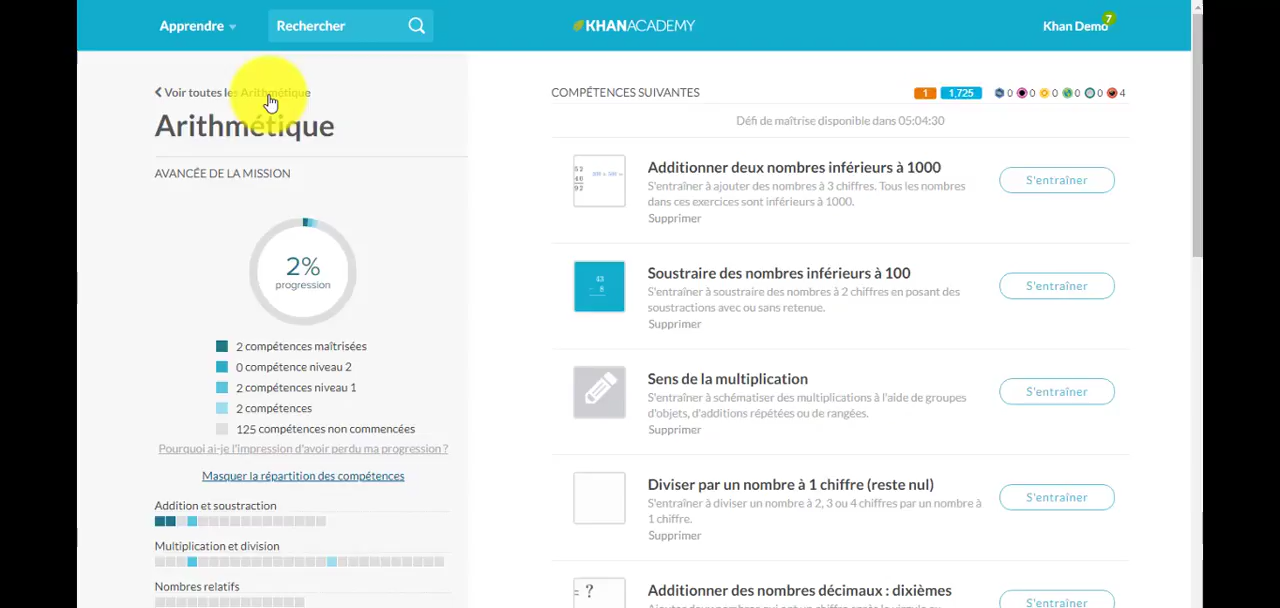 Apprendre
Rechercher
KHANACADEMY
Khan Demo
7
Voir toutes les Arithmétique
Arithmétique
AVANCÉE DE LA MISSION
2%
progression
2 compétences maîtrisées
0 compétence niveau 2
2 compétences niveau 1
2 compétences
125 compétences non commencées
Pourquoi ai-je l'impression d'avoir perdu ma progression ?
Masquer la répartition des compétences
Addition et soustraction
Multiplication et division
Nombres relatifs
COMPÉTENCES SUIVANTES
1 1,725 0 0 0 0 0 4
Défi de maîtrise disponible dans 05:04:30
Additionner deux nombres inférieurs à 1000
S'entraîner à ajouter des nombres à 3 chiffres. Tous les nombres
dans ces exercices sont inférieurs à 1000.
Supprimer
S'entraîner
52
46
92
Soustraire des nombres inférieurs à 100
S'entraîner à soustraire des nombres à 2 chiffres en posant des
soustractions avec ou sans retenue.
Supprimer
S'entraîner
43
- 8
Sens de la multiplication
S'entraîner à schématiser des multiplications à l'aide de groupes
d'objets, d'additions répétées ou de rangées.
Supprimer
S'entraîner
Diviser par un nombre à 1 chiffre (reste nul)
S'entraîner à diviser un nombre à 2, 3 ou 4 chiffres par un nombre à
1 chiffre.
Supprimer
S'entraîner
= ?
Additionner des nombres décimaux : dixièmes
S'entraîner